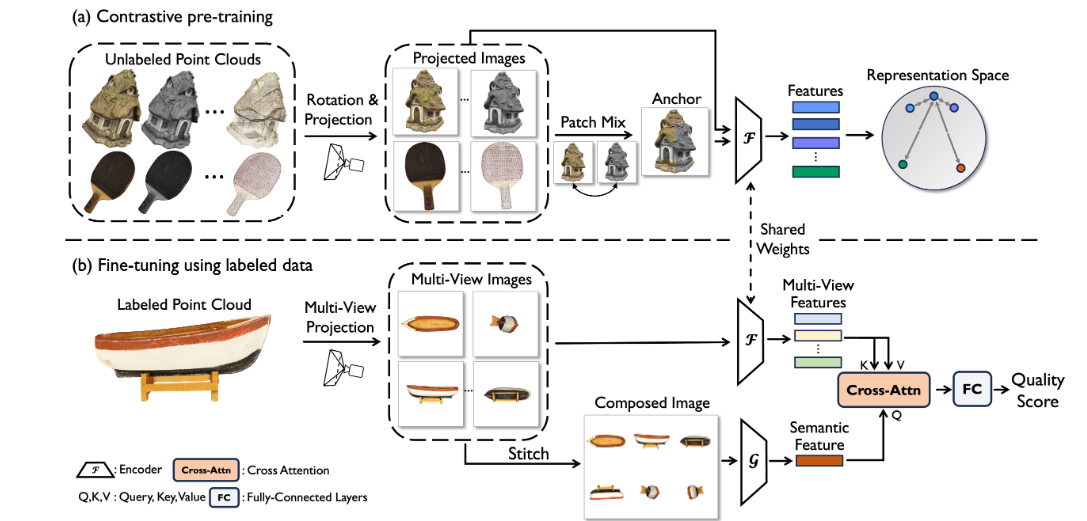 (a) Contrastive pre-training
Unlabeled Point Clouds
...
...
Rotation &
Projection
Projected Images
...
...
Patch Mix
Anchor
F
Features
...
Representation Space
Shared
Weights
(b) Fine-tuning using labeled data
Labeled Point Cloud
Multi-View
Projection
Multi-View Images
...
...
Stitch
Composed Image
F
G
Multi-View
Features
...
K
V
Cross-Attn
Q
FC
Quality
Score
Semantic
Feature
F : Encoder
Cross-Attn : Cross Attention
Q,K,V : Query, Key,Value
FC : Fully-Connected Layers